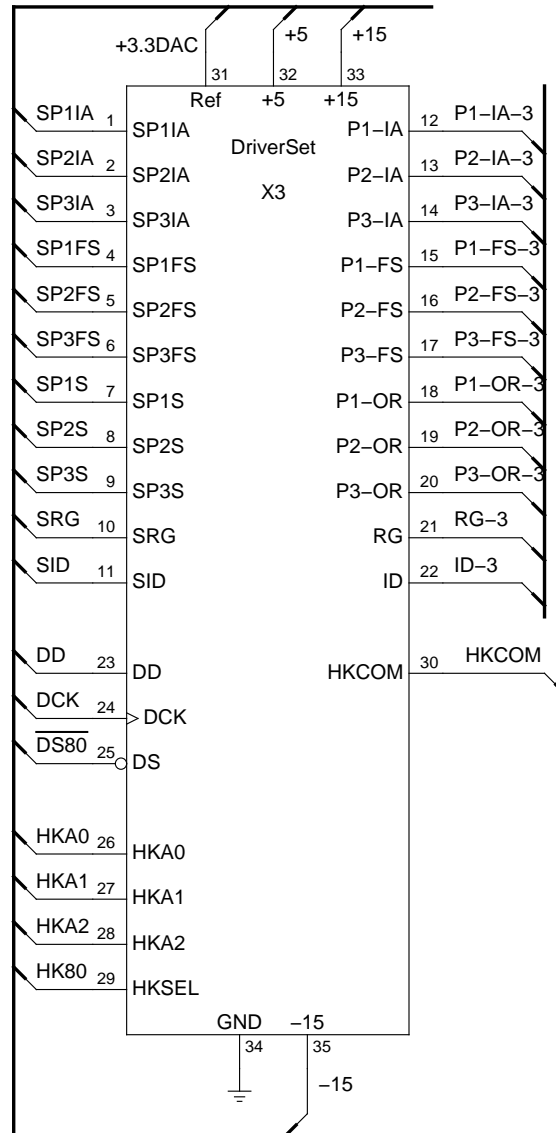 +3.3DAC +5 +15
31 32 33
Ref +5 +15
DriverSet
X3
SP1IA 1 SP1IA P1–IA 12 P1–IA–3
SP2IA 2 SP2IA P2–IA 13 P2–IA–3
SP3IA 3 SP3IA P3–IA 14 P3–IA–3
SP1FS 4 SP1FS P1–FS 15 P1–FS–3
SP2FS 5 SP2FS P2–FS 16 P2–FS–3
SP3FS 6 SP3FS P3–FS 17 P3–FS–3
SP1S 7 SP1S P1–OR 18 P1–OR–3
SP2S 8 SP2S P2–OR 19 P2–OR–3
SP3S 9 SP3S P3–OR 20 P3–OR–3
SRG 10 SRG RG 21 RG–3
SID 11 SID ID 22 ID–3
DD 23 DD HKCOM 30 HKCOM
DCK 24 DCK
DS80 25 DS
HKA0 26 HKA0
HKA1 27 HKA1
HKA2 28 HKA2
HK80 29 HKSEL
GND –15
34 35
–15